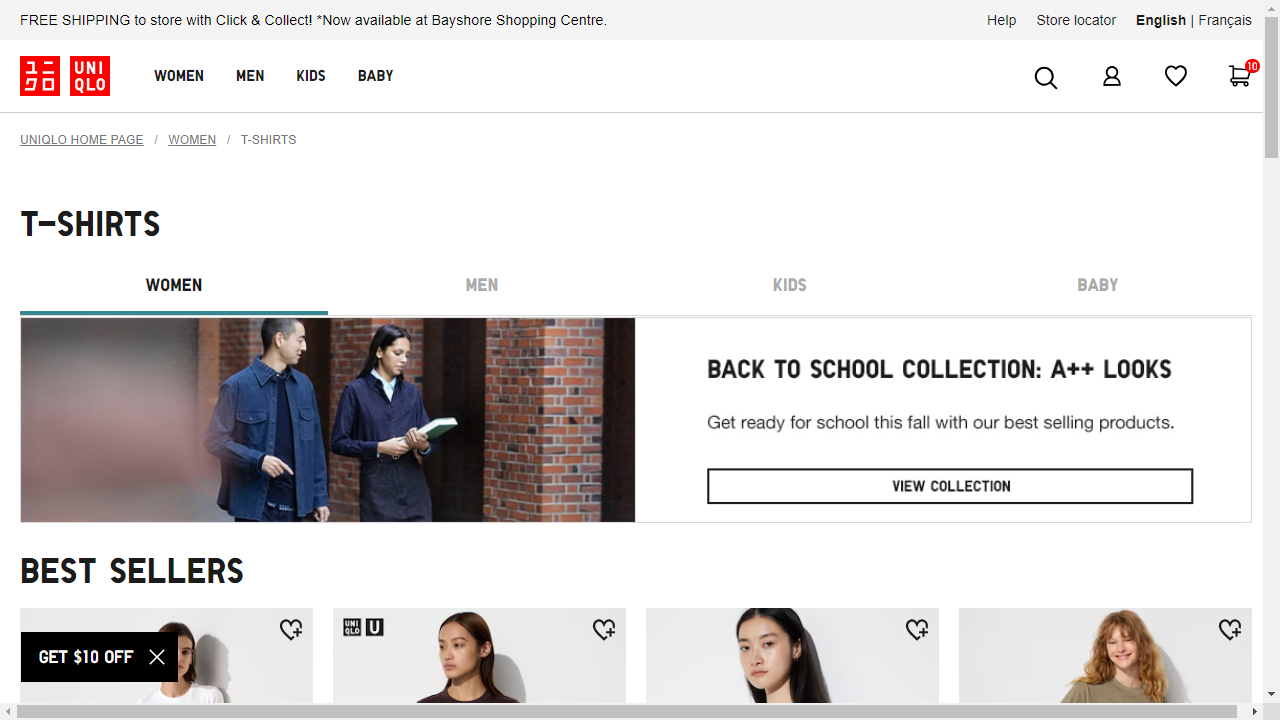 FREE SHIPPING to store with Click & Collect! *Now available at Bayshore Shopping Centre.
Help Store locator English | Français
ユニクロ UNIQLO WOMEN MEN KIDS BABY 10
UNIQLO HOME PAGE / WOMEN / T-SHIRTS
T-SHIRTS
WOMEN MEN KIDS BABY
BACK TO SCHOOL COLLECTION: A++ LOOKS
Get ready for school this fall with our best selling products.
VIEW COLLECTION
BEST SELLERS
UNIQLO U
GET $10 OFF